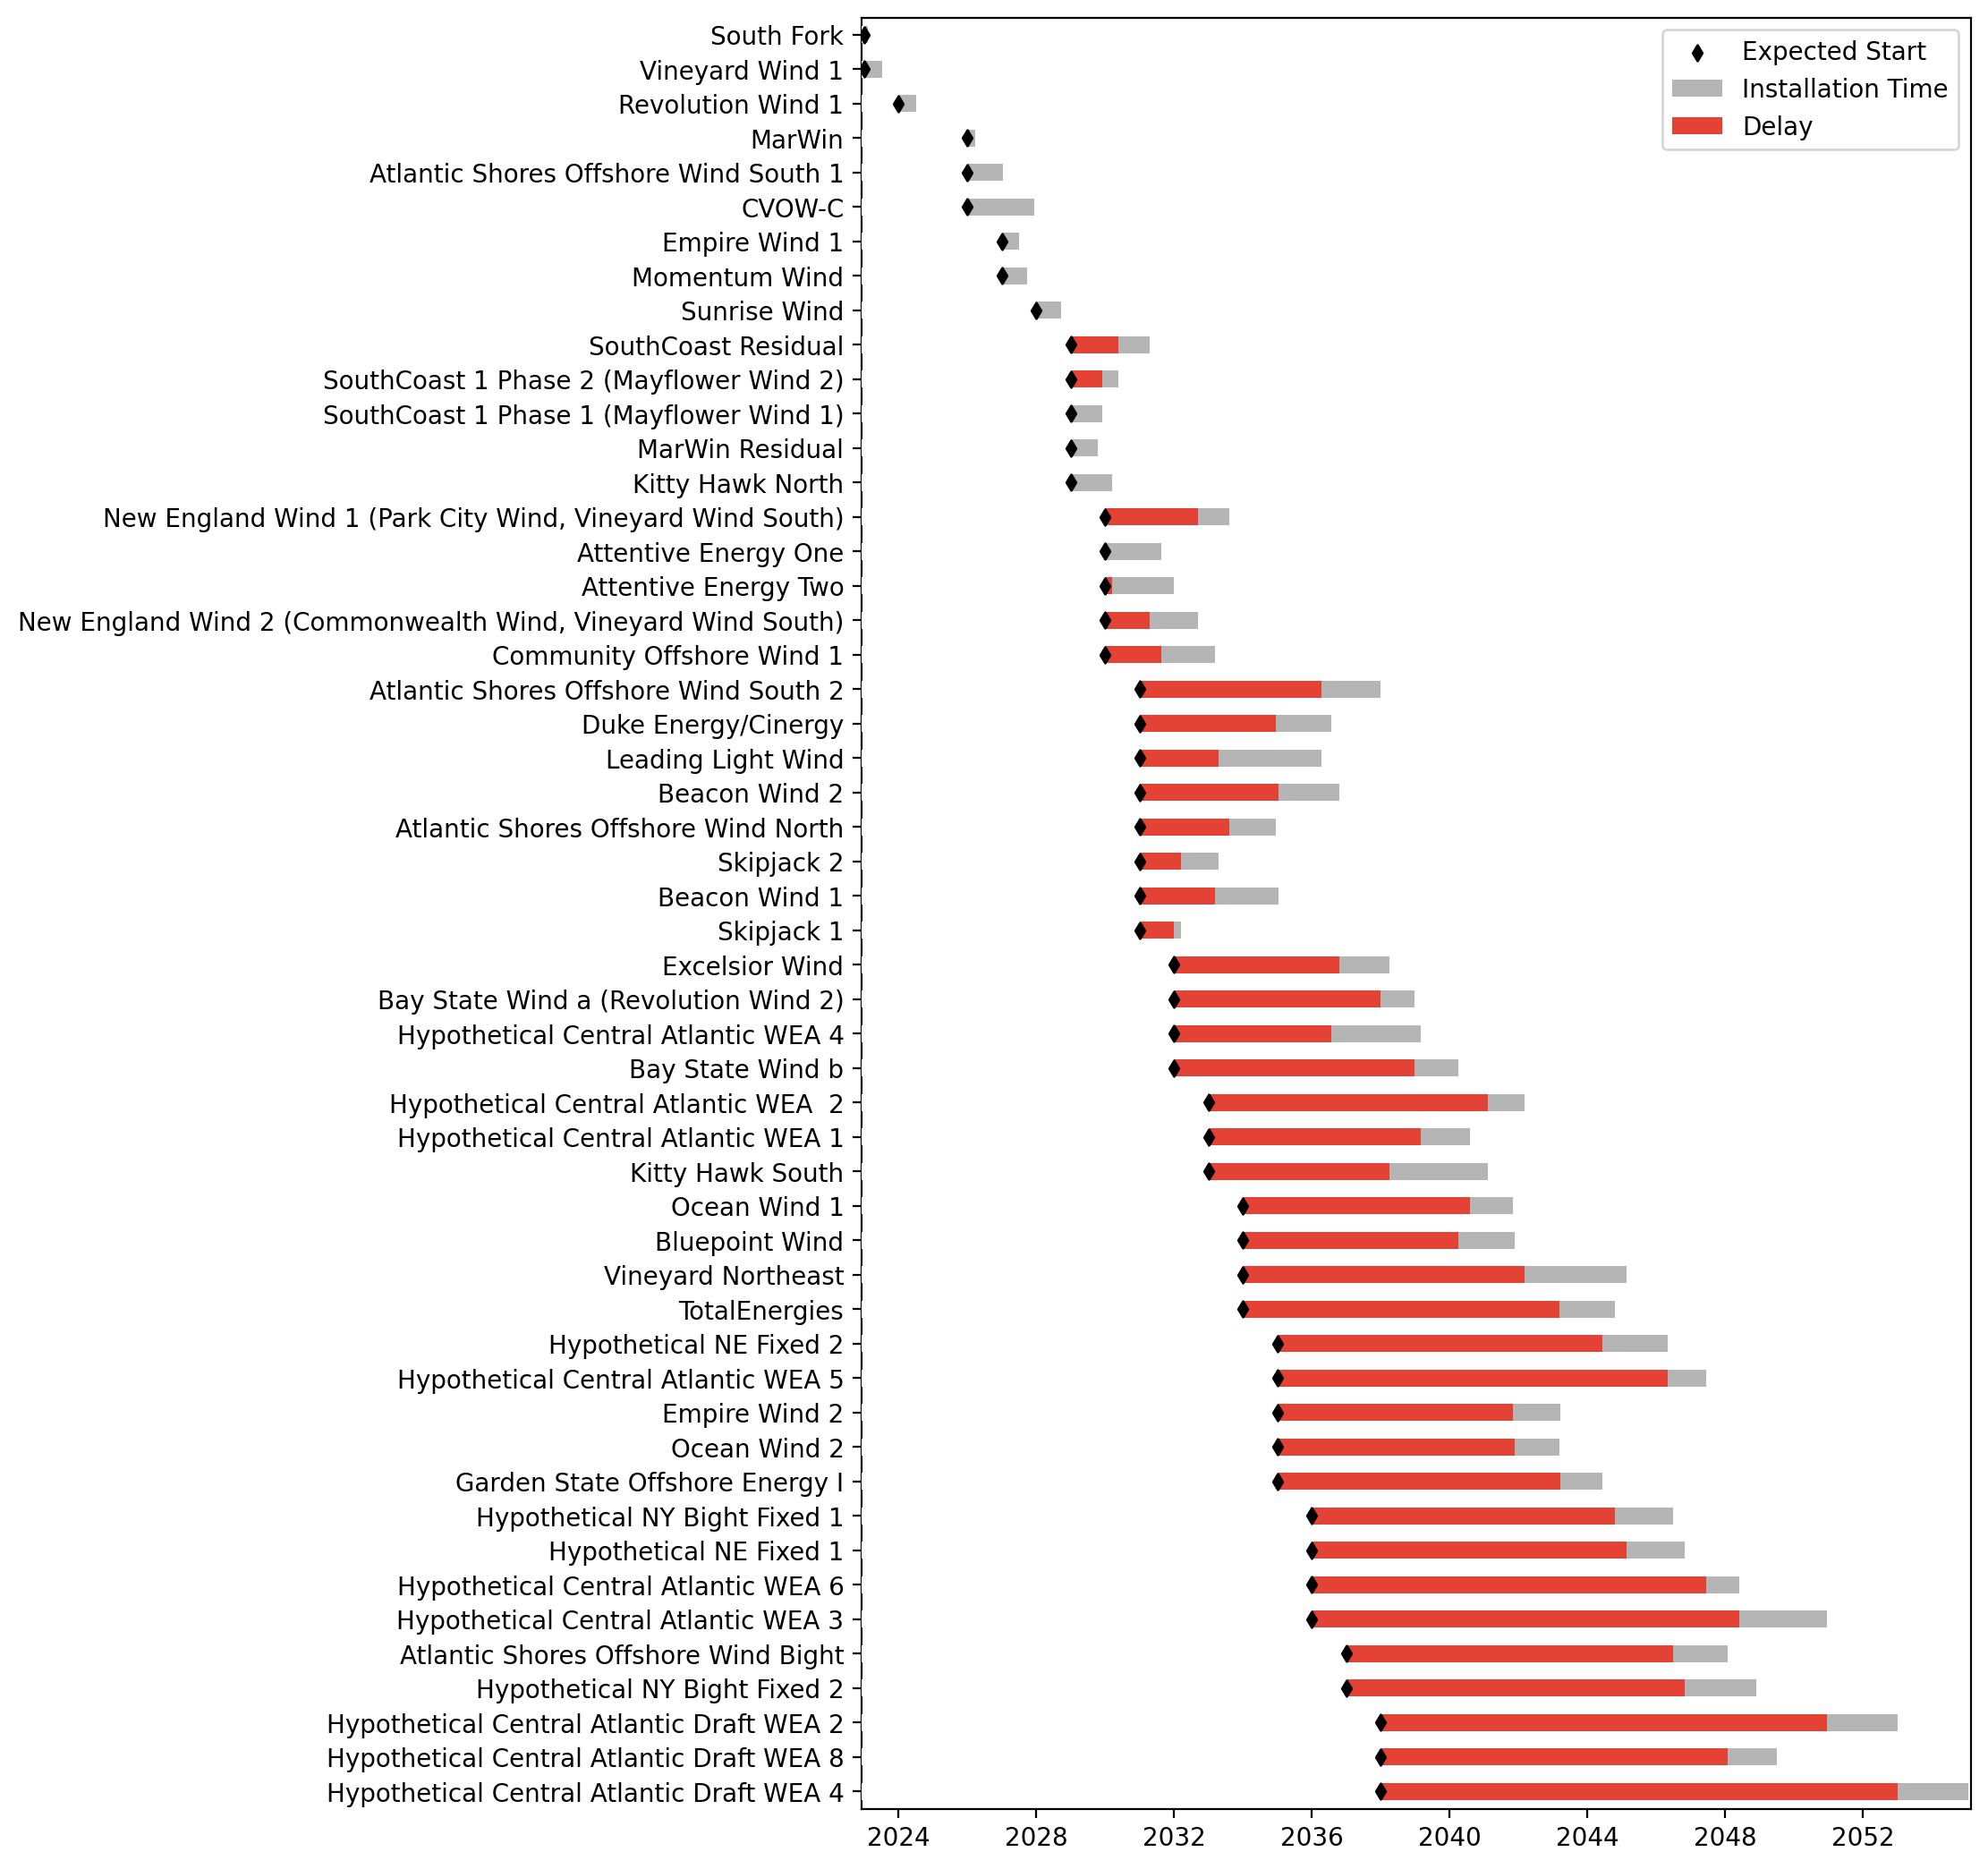 South Fork
Vineyard Wind 1
Revolution Wind 1
MarWin
Atlantic Shores Offshore Wind South 1
CVOW-C
Empire Wind 1
Momentum Wind
Sunrise Wind
SouthCoast Residual
SouthCoast 1 Phase 2 (Mayflower Wind 2)
SouthCoast 1 Phase 1 (Mayflower Wind 1)
MarWin Residual
Kitty Hawk North
New England Wind 1 (Park City Wind, Vineyard Wind South)
Attentive Energy One
Attentive Energy Two
New England Wind 2 (Commonwealth Wind, Vineyard Wind South)
Community Offshore Wind 1
Atlantic Shores Offshore Wind South 2
Duke Energy/Cinergy
Leading Light Wind
Beacon Wind 2
Atlantic Shores Offshore Wind North
Skipjack 2
Beacon Wind 1
Skipjack 1
Excelsior Wind
Bay State Wind a (Revolution Wind 2)
Hypothetical Central Atlantic WEA 4
Bay State Wind b
Hypothetical Central Atlantic WEA  2
Hypothetical Central Atlantic WEA 1
Kitty Hawk South
Ocean Wind 1
Bluepoint Wind
Vineyard Northeast
TotalEnergies
Hypothetical NE Fixed 2
Hypothetical Central Atlantic WEA 5
Empire Wind 2
Ocean Wind 2
Garden State Offshore Energy I
Hypothetical NY Bight Fixed 1
Hypothetical NE Fixed 1
Hypothetical Central Atlantic WEA 6
Hypothetical Central Atlantic WEA 3
Atlantic Shores Offshore Wind Bight
Hypothetical NY Bight Fixed 2
Hypothetical Central Atlantic Draft WEA 2
Hypothetical Central Atlantic Draft WEA 8
Hypothetical Central Atlantic Draft WEA 4
Expected Start
Installation Time
Delay
2024 2028 2032 2036 2040 2044 2048 2052